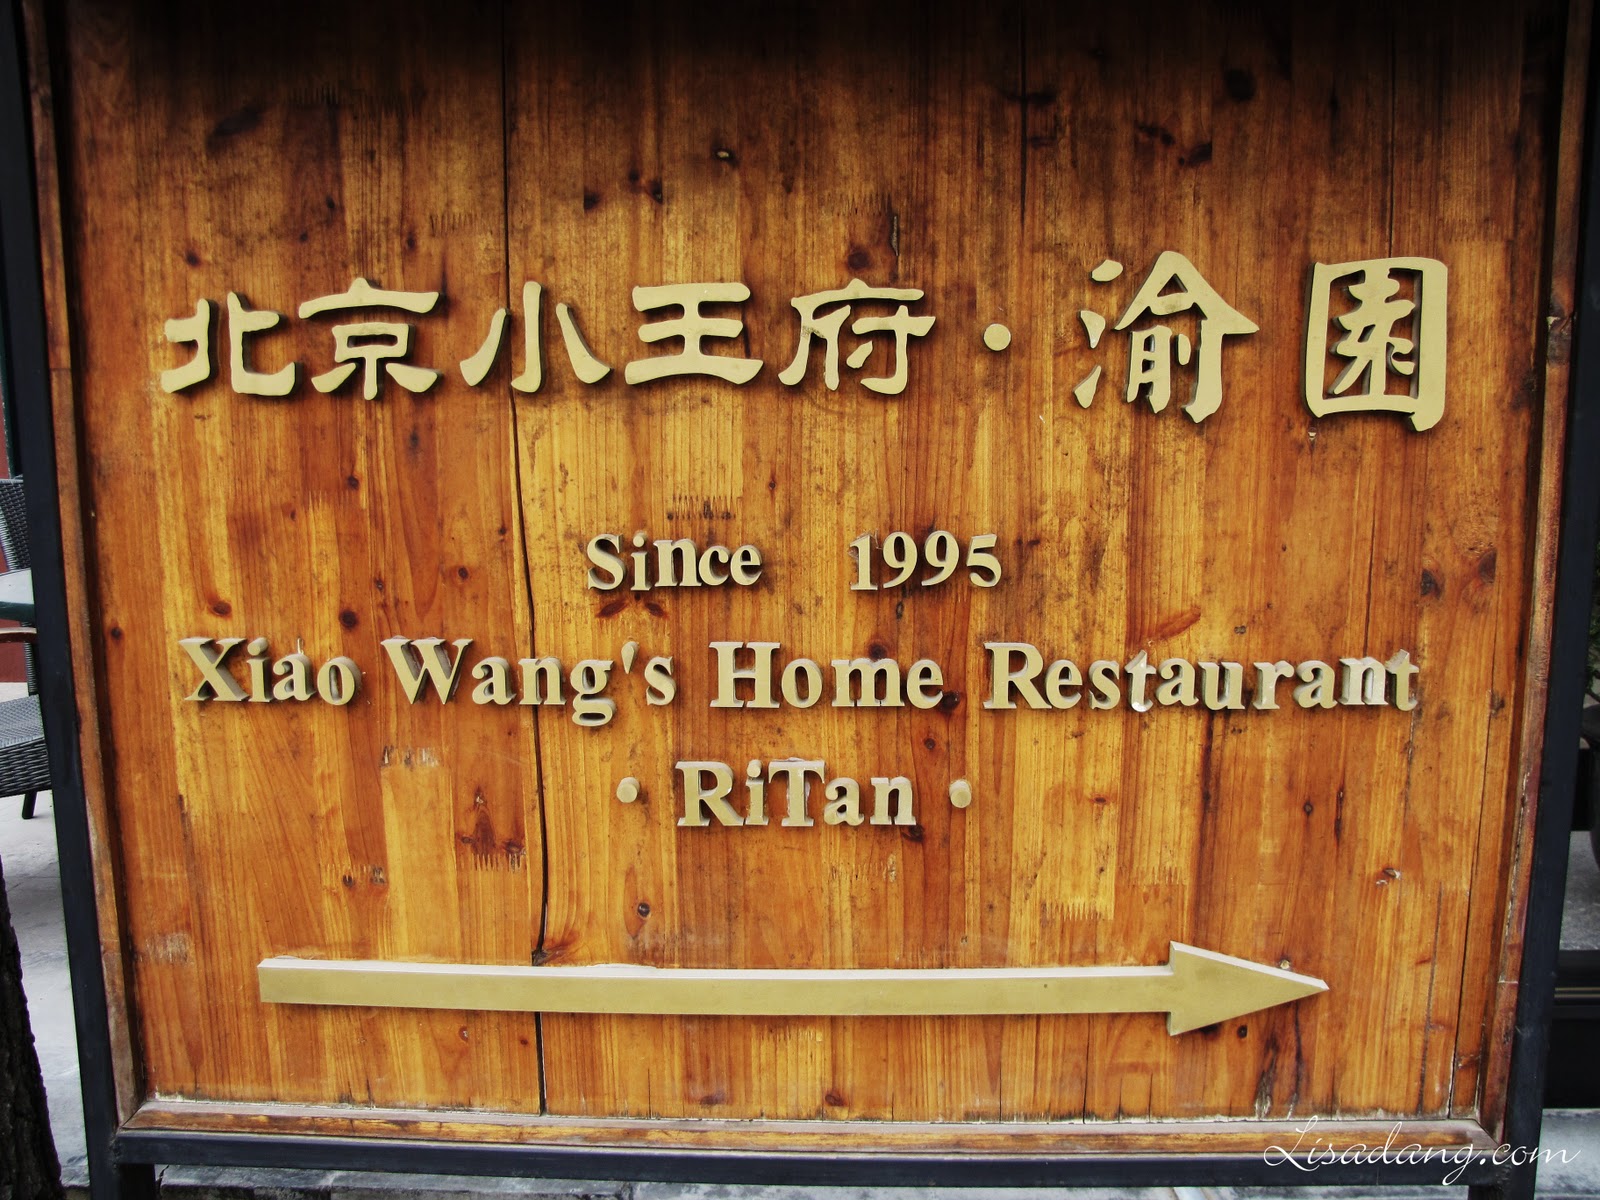 北京小王府·渝園
Since 1995
Xiao Wang's Home Restaurant
· RiTan ·
Lisadang.com